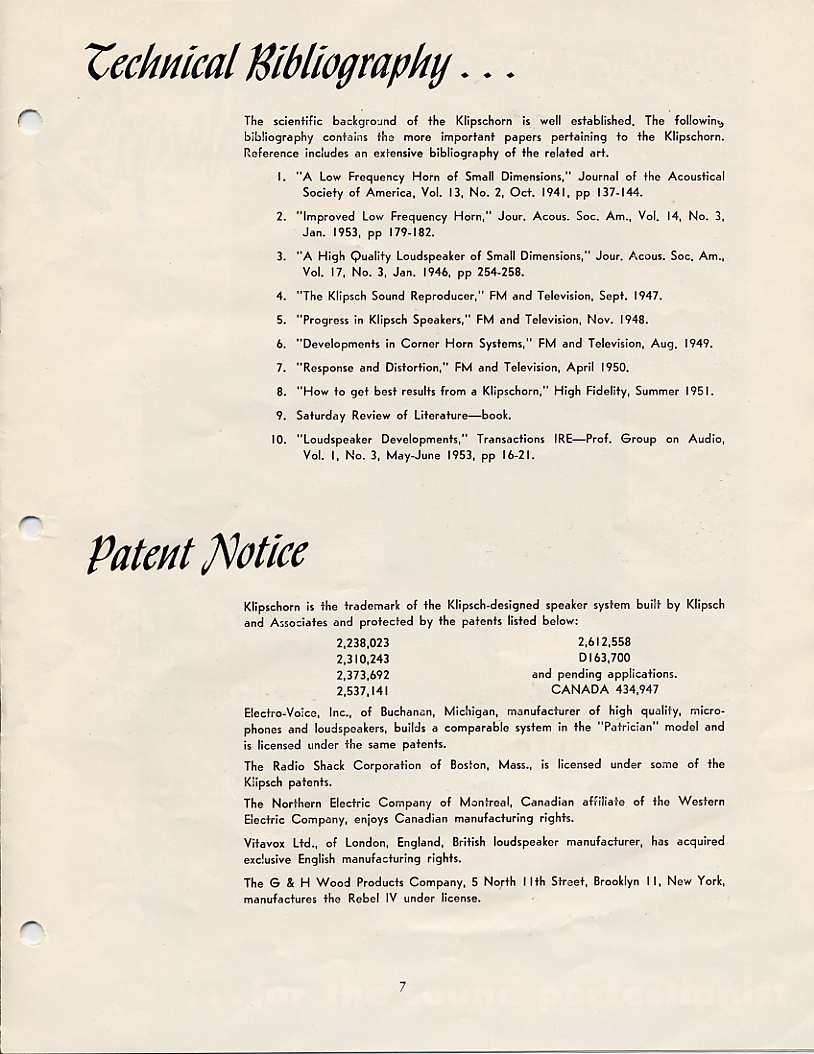 Technical Bibliography . . .
The scientific background of the Klipschorn is well established. The following
bibliography contains the more important papers pertaining to the Klipschorn.
Reference includes an extensive bibliography of the related art.
1. "A Low Frequency Horn of Small Dimensions," Journal of the Acoustical
Society of America, Vol. 13, No. 2, Oct. 1941, pp 137-144.
2. "Improved Low Frequency Horn," Jour. Acous. Soc. Am., Vol. 14, No. 3,
Jan. 1953, pp 179-182.
3. "A High Quality Loudspeaker of Small Dimensions," Jour. Acous. Soc. Am.,
Vol. 17, No. 3, Jan. 1946, pp 254-258.
4. "The Klipsch Sound Reproducer," FM and Television, Sept. 1947.
5. "Progress in Klipsch Speakers," FM and Television, Nov. 1948.
6. "Developments in Corner Horn Systems," FM and Television, Aug. 1949.
7. "Response and Distortion," FM and Television, April 1950.
8. "How to get best results from a Klipschorn," High Fidelity, Summer 1951.
9. Saturday Review of Literature—book.
10. "Loudspeaker Developments," Transactions IRE—Prof. Group on Audio,
Vol. 1, No. 3, May-June 1953, pp 16-21.
Patent Notice
Klipschorn is the trademark of the Klipsch-designed speaker system built by Klipsch
and Associates and protected by the patents listed below:
2,238,023 2,612,558
2,310,243 D163,700
2,373,692 and pending applications.
2,537,141 CANADA 434,947
Electro-Voice, Inc., of Buchanan, Michigan, manufacturer of high quality, micro-
phones and loudspeakers, builds a comparable system in the "Patrician" model and
is licensed under the same patents.
The Radio Shack Corporation of Boston, Mass., is licensed under some of the
Klipsch patents.
The Northern Electric Company of Montreal, Canadian affiliate of the Western
Electric Company, enjoys Canadian manufacturing rights.
Vitavox Ltd., of London, England, British loudspeaker manufacturer, has acquired
exclusive English manufacturing rights.
The G & H Wood Products Company, 5 North 11th Street, Brooklyn 11, New York,
manufactures the Rebel IV under license.
7